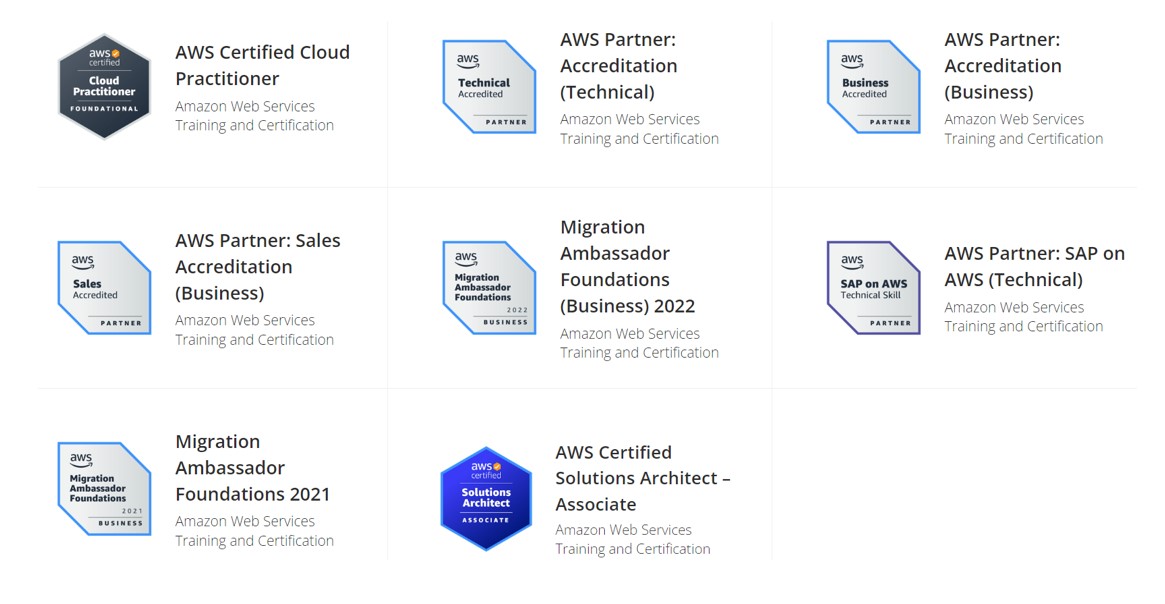 aws
certified
Cloud
Practitioner
FOUNDATIONAL
AWS Certified Cloud
Practitioner
Amazon Web Services
Training and Certification
aws
Technical
Accredited
PARTNER
AWS Partner:
Accreditation
(Technical)
Amazon Web Services
Training and Certification
aws
Business
Accredited
PARTNER
AWS Partner:
Accreditation
(Business)
Amazon Web Services
Training and Certification
aws
Sales
Accredited
PARTNER
AWS Partner: Sales
Accreditation
(Business)
Amazon Web Services
Training and Certification
aws
Migration
Ambassador
Foundations
2022
BUSINESS
Migration
Ambassador
Foundations
(Business) 2022
Amazon Web Services
Training and Certification
aws
SAP on AWS
Technical Skill
PARTNER
AWS Partner: SAP on
AWS (Technical)
Amazon Web Services
Training and Certification
aws
Migration
Ambassador
Foundations
2021
BUSINESS
Migration
Ambassador
Foundations 2021
Amazon Web Services
Training and Certification
aws
certified
Solutions
Architect
ASSOCIATE
AWS Certified
Solutions Architect –
Associate
Amazon Web Services
Training and Certification